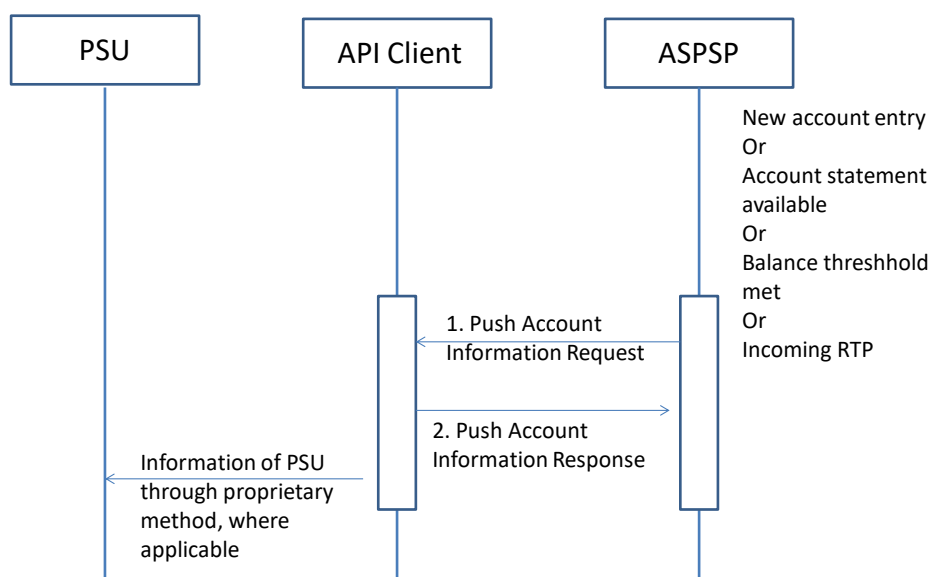 PSU
API Client
ASPSP
New account entry
Or
Account statement
available
Or
Balance threshhold
met
Or
Incoming RTP
1. Push Account
Information Request
2. Push Account
Information Response
Information of PSU
through proprietary
method, where
applicable